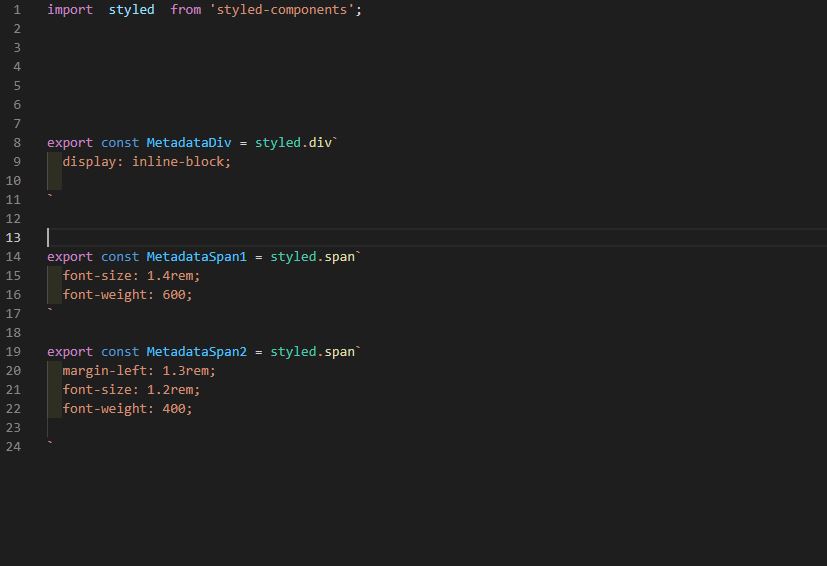 1 import  styled  from 'styled-components';
2
3
4
5
6
7
8 export const MetadataDiv = styled.div`
9   display: inline-block;
10
11 `
12
13
14 export const MetadataSpan1 = styled.span`
15   font-size: 1.4rem;
16   font-weight: 600;
17 `
18
19 export const MetadataSpan2 = styled.span`
20   margin-left: 1.3rem;
21   font-size: 1.2rem;
22   font-weight: 400;
23
24 `